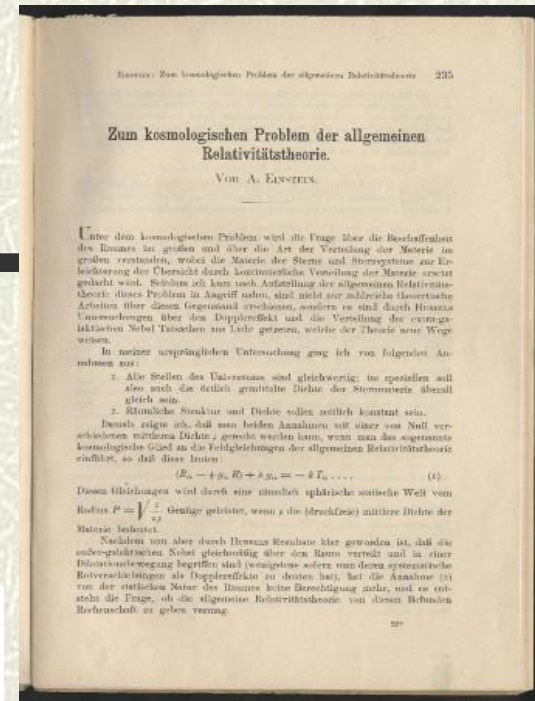 EINSTEIN: Zum kosmologischen Problem der allgemeinen Relativitätstheorie 235
Zum kosmologischen Problem der allgemeinen
Relativitätstheorie.
VON A. EINSTEIN.
Unter dem kosmologischen Problem wird die Frage über die Beschaffenheit
des Raumes im großen und über die Art der Verteilung der Materie im
großen verstanden, wobei die Materie der Sterne und Sternsysteme zur Er-
leichterung der Übersicht durch kontinuierliche Verteilung der Materie ersetzt
gedacht wird. Seitdem ich kurz nach Aufstellung der allgemeinen Relativitäts-
theorie dieses Problem in Angriff nahm, sind nicht nur zahlreiche theoretische
Arbeiten über diesen Gegenstand erschienen, sondern es sind durch HUBBELS
Untersuchungen über den Dopplereffekt und die Verteilung der extra-ga-
laktischen Nebel Tatsachen ans Licht getreten, welche der Theorie neue Wege
weisen.
In meiner ursprünglichen Untersuchung ging ich von folgenden An-
nahmen aus:
1. Alle Stellen des Universums sind gleichwertig; im speziellen soll
also auch die örtlich gemittelte Dichte der Sternmaterie überall
gleich sein.
2. Räumliche Struktur und Dichte sollen zeitlich konstant sein.
Damals zeigte ich, daß man beiden Annahmen mit einer von Null ver-
schiedenen mittleren Dichte ρ gerecht werden kann, wenn man das sogenannte
kosmologische Glied in die Feldgleichungen der allgemeinen Relativitätstheorie
einführt, so daß diese lauten:
(1)
Diesen Gleichungen wird durch eine räumlich sphärische statische Welt vom
Radius P = Genüge geleistet, wenn ρ die (druckfreie) mittlere Dichte der
Materie bedeutet.
Nachdem nun aber durch HUBBELS Resultate klar geworden ist, daß die
außer-galaktischen Nebel gleichmäßig über den Raum verteilt und in einer
Dilatationsbewegung begriffen sind (wenigstens sofern man deren systematische
Rotverschiebungen als Dopplereffekte zu deuten hat), hat die Annahme (2)
von der statischen Natur des Raumes keine Berechtigung mehr, und es ent-
steht die Frage, ob die allgemeine Relativitätstheorie von diesen Befunden
Rechenschaft zu geben vermag.